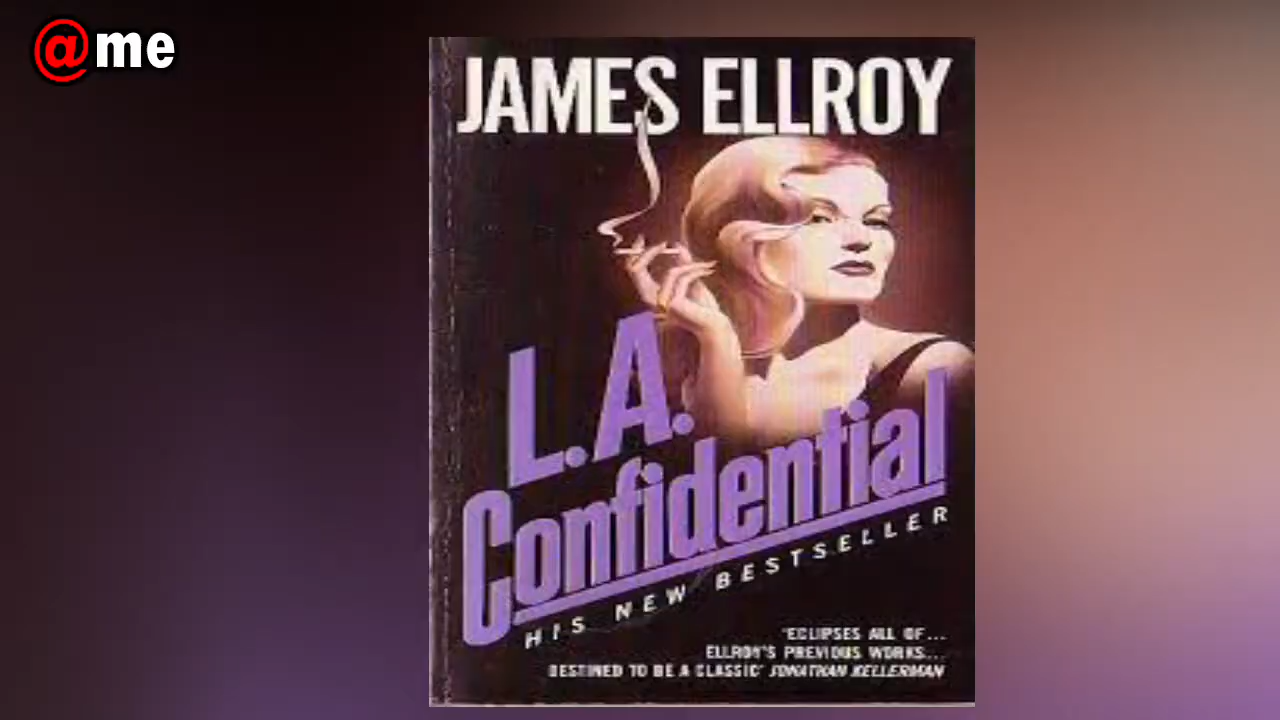 @me
JAMES ELLROY
L.A.
Confidential
HIS NEW BESTSELLER
'ECLIPSES ALL OF...
ELLROY'S PREVIOUS WORKS...
DESTINED TO BE A CLASSIC' JONATHAN KELLERMAN